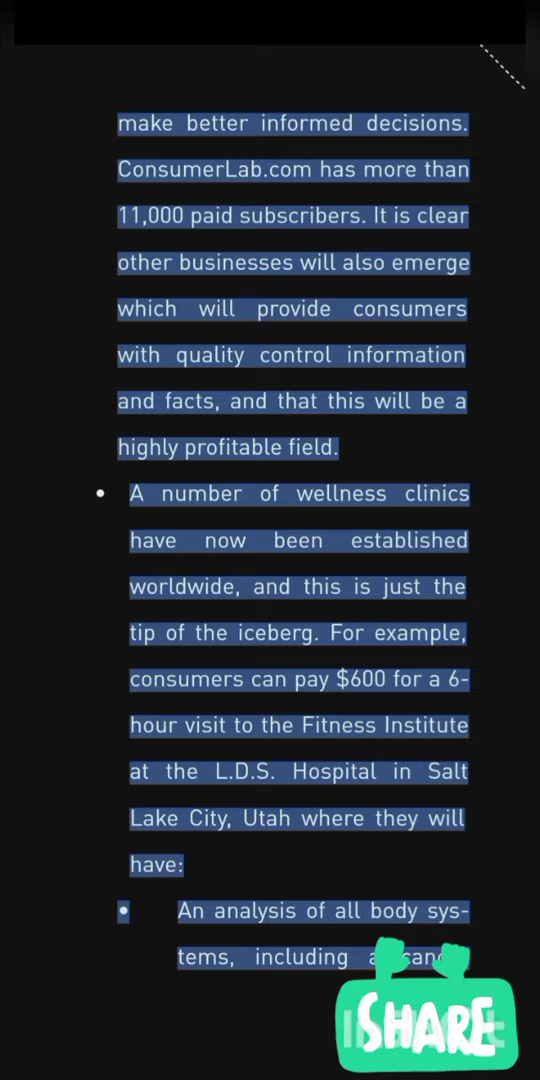 make better informed decisions.
ConsumerLab.com has more than
11,000 paid subscribers. It is clear
other businesses will also emerge
which will provide consumers
with quality control information
and facts, and that this will be a
highly profitable field.
• A number of wellness clinics
have now been established
worldwide, and this is just the
tip of the iceberg. For example,
consumers can pay $600 for a 6-
hour visit to the Fitness Institute
at the L.D.S. Hospital in Salt
Lake City, Utah where they will
have:
• An analysis of all body sys-
tems, including a
SHARE